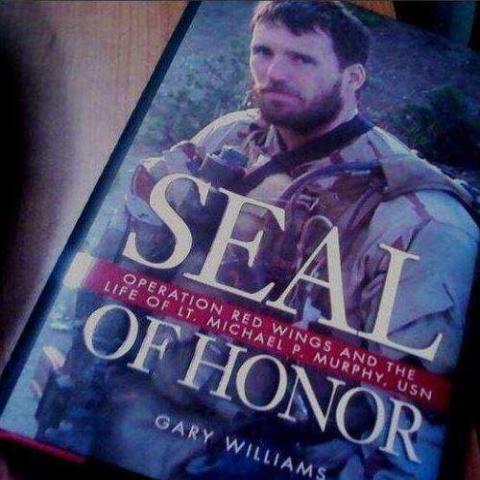 SEAL
OPERATION RED WINGS AND THE
LIFE OF LT. MICHAEL P. MURPHY, USN
OF HONOR
GARY WILLIAMS